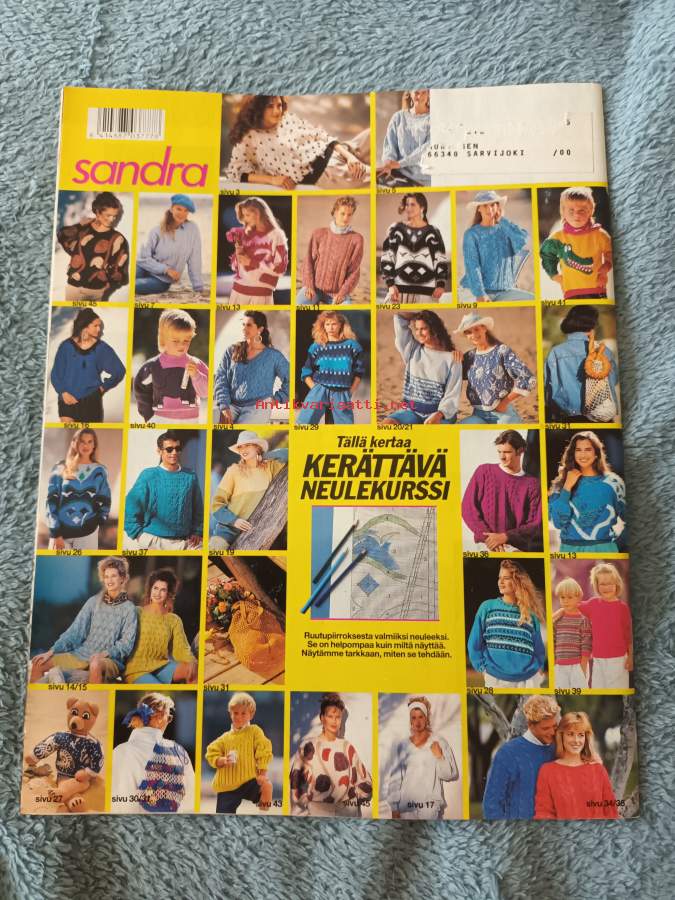 sandra
66340 SARVIJOKI /00
sivu 3
sivu 5
sivu 45
sivu 7
sivu 13
sivu 11
sivu 23
sivu 9
sivu 41
sivu 16
sivu 40
sivu 4
sivu 29
sivu 20/21
sivu 31
Antikvariaatti.net
Tällä kertaa
KERÄTTÄVÄ
NEULEKURSSI
sivu 26
sivu 37
sivu 19
sivu 36
sivu 13
Ruutupiirroksesta valmiiksi neuleeksi.
Se on helpompaa kuin miltä näyttää.
Näytämme tarkkaan, miten se tehdään.
sivu 14/15
sivu 31
sivu 28
sivu 39
sivu 27
sivu 30/31
sivu 43
sivu 45
sivu 17
sivu 34/35